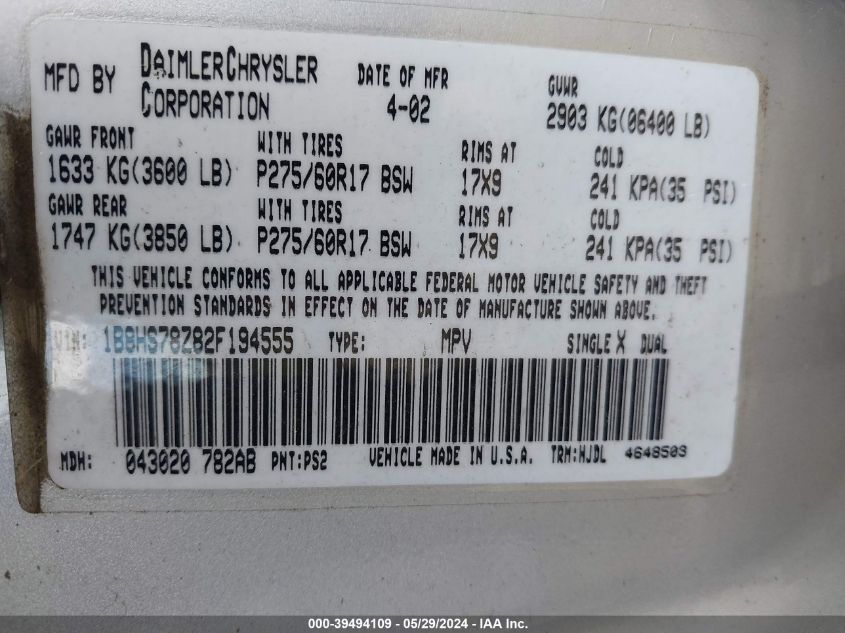 MFD BY DAIMLERCHRYSLER CORPORATION
DATE OF MFR 4-02
GVWR 2903 KG(06400 LB)
GAWR FRONT WITH TIRES RIMS AT COLD
1633 KG(3600 LB) P275/60R17 BSW 17X9 241 KPA(35 PSI)
GAWR REAR WITH TIRES RIMS AT COLD
1747 KG(3850 LB) P275/60R17 BSW 17X9 241 KPA(35 PSI)
THIS VEHICLE CONFORMS TO ALL APPLICABLE FEDERAL MOTOR VEHICLE SAFETY AND THEFT
PREVENTION STANDARDS IN EFFECT ON THE DATE OF MANUFACTURE SHOWN ABOVE.
VIN: 1B8HS78Z82F194555 TYPE: MPV SINGLE X DUAL
MDH: 043020 782AB PNT:PS2 VEHICLE MADE IN U.S.A. TRM:HJDL 4648503
000-39494109 - 05/29/2024 - IAA Inc.